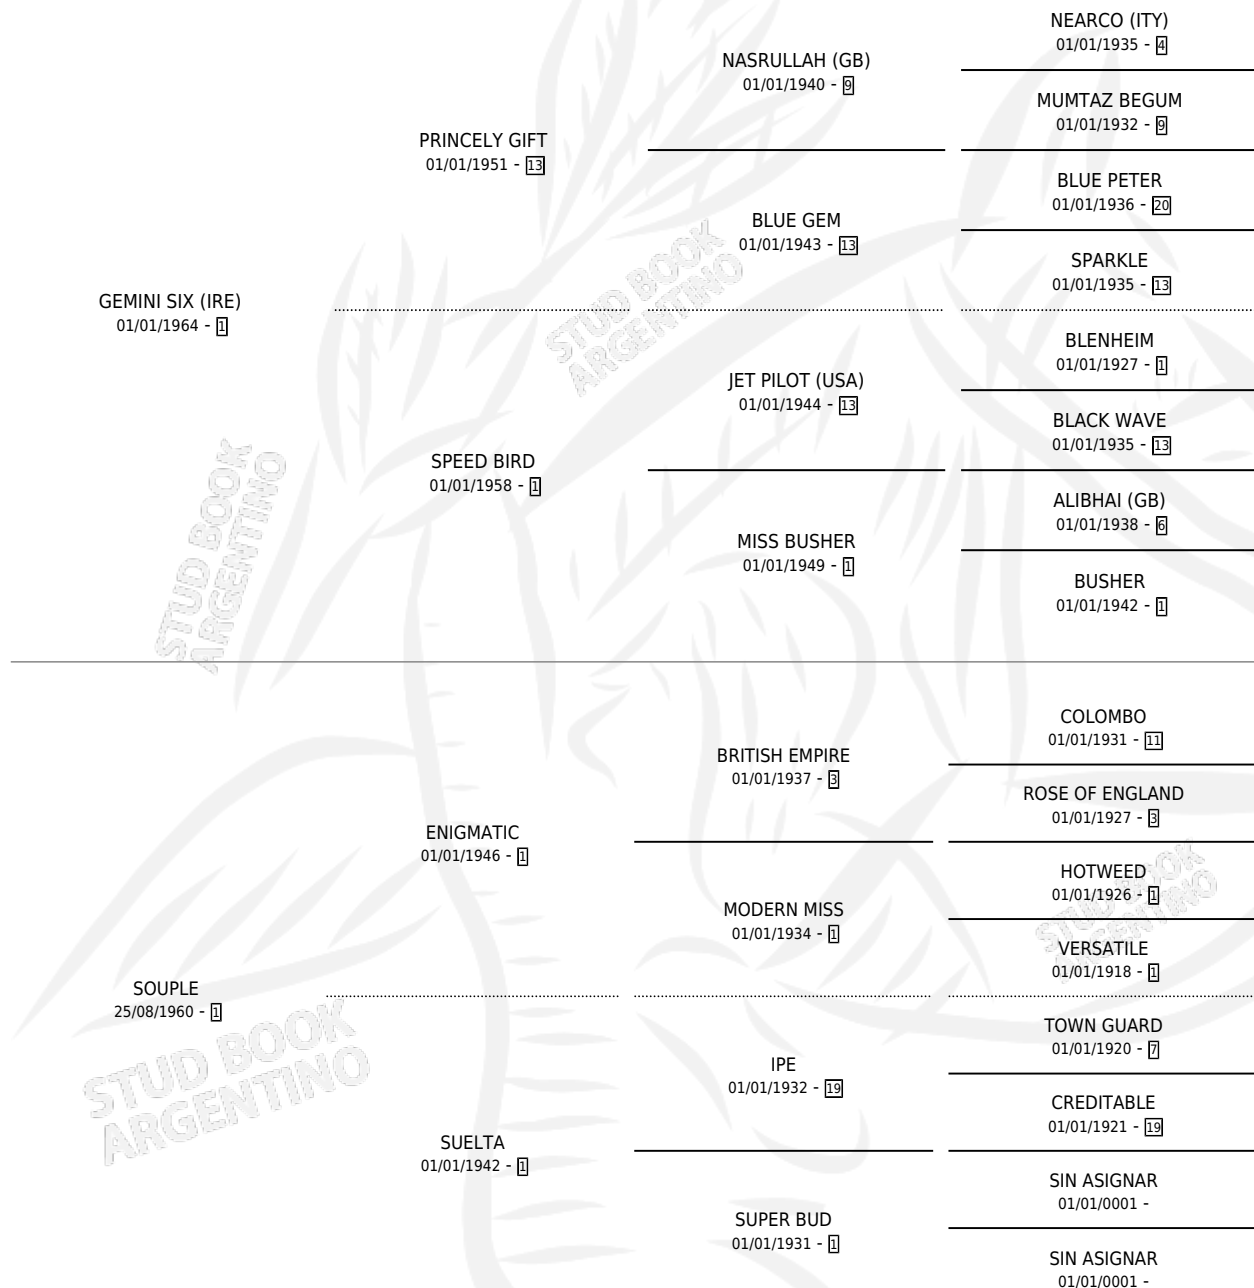 NEARCO (ITY)
01/01/1935 - 4
NASRULLAH (GB)
01/01/1940 - 9
MUMTAZ BEGUM
01/01/1932 - 9
PRINCELY GIFT
01/01/1951 - 13
BLUE PETER
01/01/1936 - 20
BLUE GEM
01/01/1943 - 13
SPARKLE
01/01/1935 - 13
GEMINI SIX (IRE)
01/01/1964 - 1
STUD BOOK
ARGENTINO
BLENHEIM
01/01/1927 - 1
JET PILOT (USA)
01/01/1944 - 13
BLACK WAVE
01/01/1935 - 13
SPEED BIRD
01/01/1958 - 1
ALIBHAI (GB)
01/01/1938 - 6
MISS BUSHER
01/01/1949 - 1
BUSHER
01/01/1942 - 1
STUD BOOK
ARGENTINO
COLOMBO
01/01/1931 - 11
BRITISH EMPIRE
01/01/1937 - 3
ROSE OF ENGLAND
01/01/1927 - 3
ENIGMATIC
01/01/1946 - 1
HOTWEED
01/01/1926 - 1
MODERN MISS
01/01/1934 - 1
STUD BOOK
ARGENTINO
VERSATILE
01/01/1918 - 1
SOUPLE
25/08/1960 - 1
TOWN GUARD
01/01/1920 - 7
IPE
01/01/1932 - 19
CREDITABLE
01/01/1921 - 19
STUD BOOK
ARGENTINO
SUELTA
01/01/1942 - 1
SIN ASIGNAR
01/01/0001 -
SUPER BUD
01/01/1931 - 1
SIN ASIGNAR
01/01/0001 -